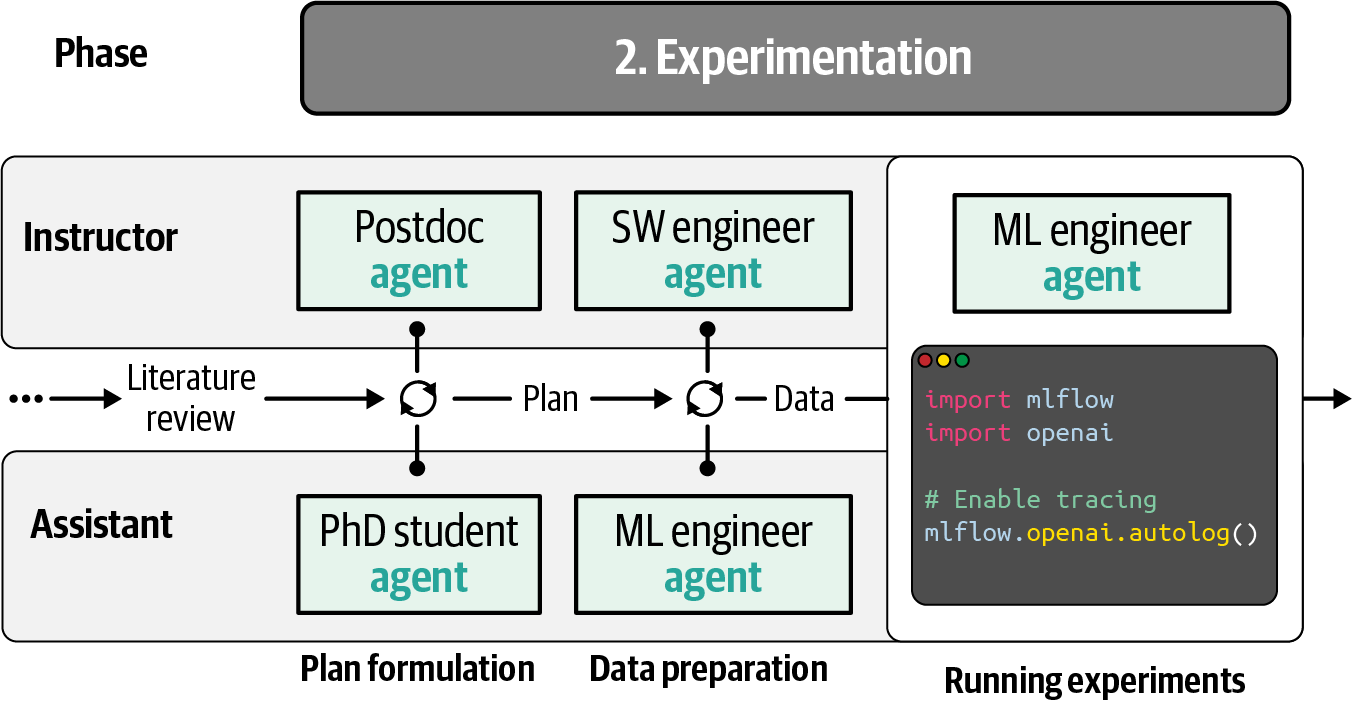 Phase
2. Experimentation
Instructor
Postdoc
agent
SW engineer
agent
ML engineer
agent
•••
Literature
review
Plan
Data
import mlflow
import openai
# Enable tracing
mlflow.openai.autolog()
Assistant
PhD student
agent
ML engineer
agent
Plan formulation
Data preparation
Running experiments